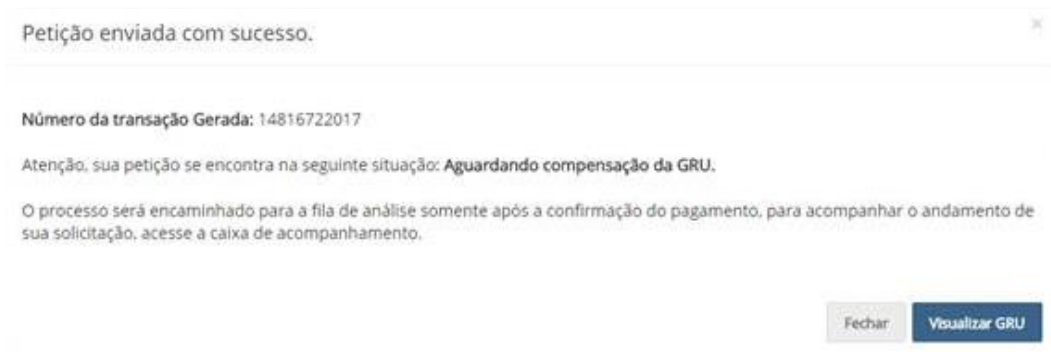 Petição enviada com sucesso.
×
Número da transação Gerada: 14816722017
Atenção, sua petição se encontra na seguinte situação: Aguardando compensação da GRU.
O processo será encaminhado para a fila de análise somente após a confirmação do pagamento, para acompanhar o andamento de
sua solicitação, acesse a caixa de acompanhamento.
Fechar
Visualizar GRU